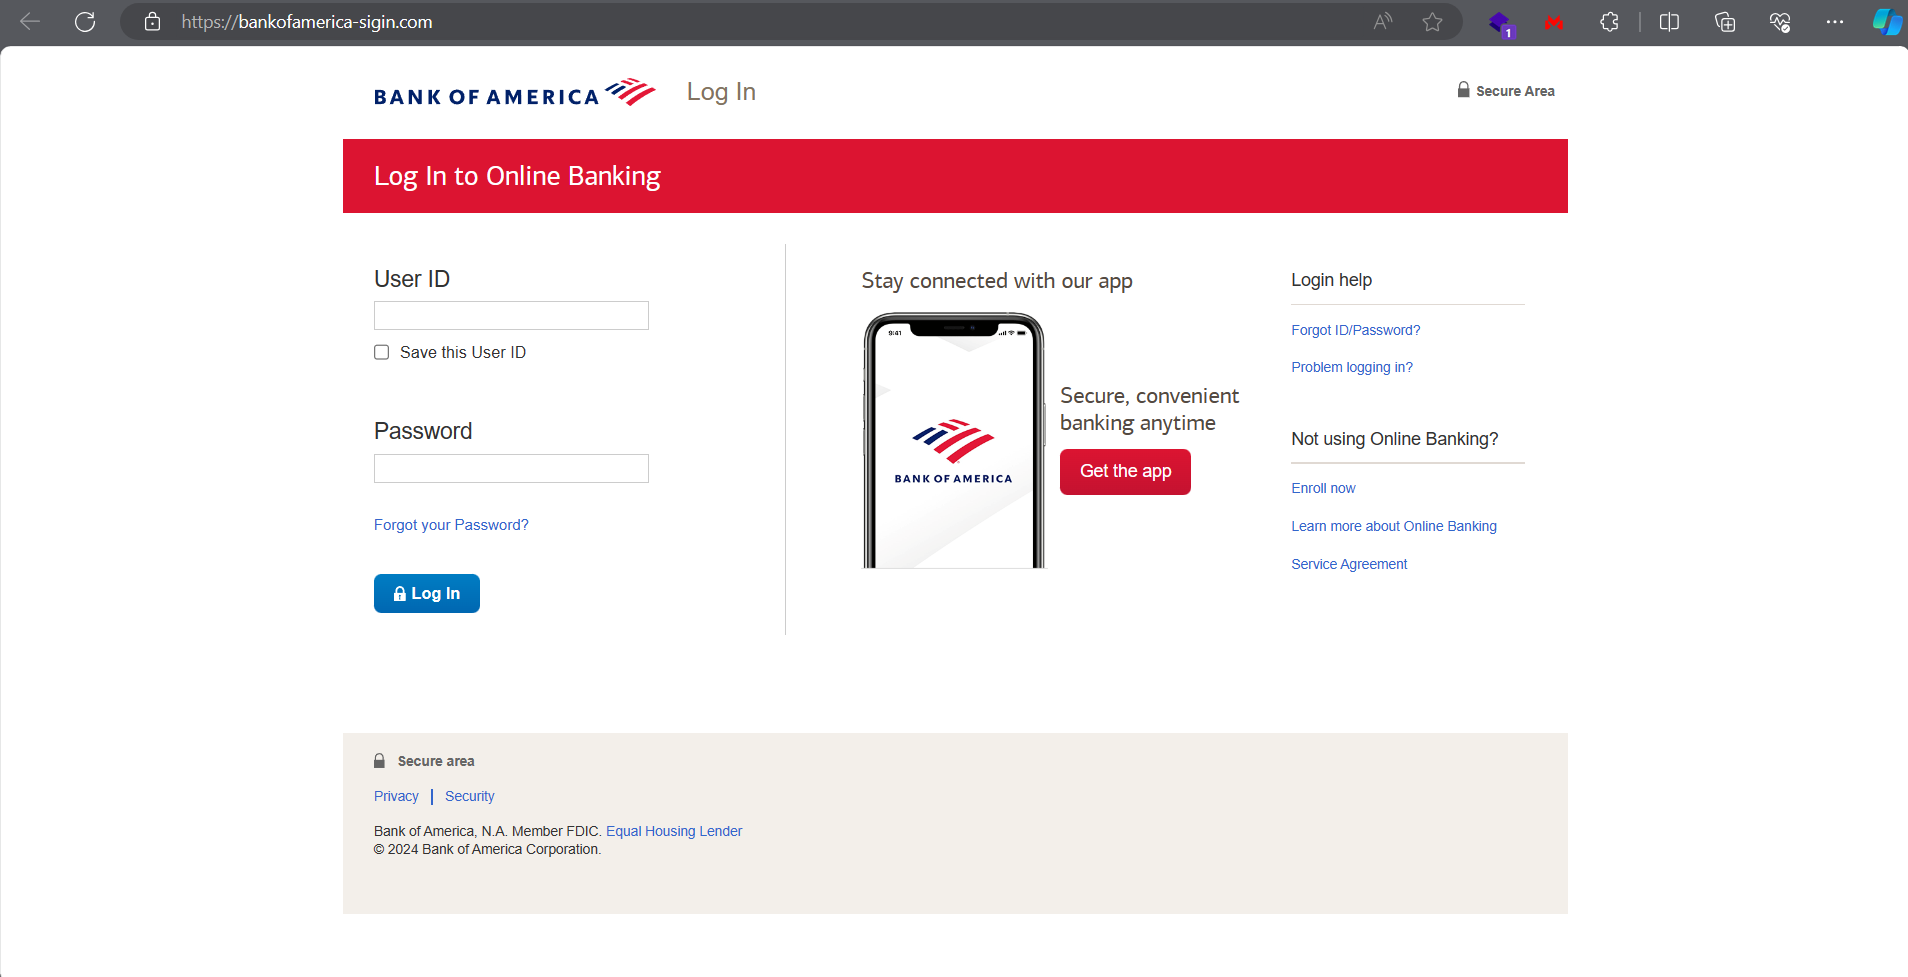 https://bankofamerica-sigin.com
1
BANK OF AMERICA
Log In
Secure Area
Log In to Online Banking
User ID
Save this User ID
Password
Forgot your Password?
Log In
Stay connected with our app
9:41
BANK OF AMERICA
Secure, convenient
banking anytime
Get the app
Login help
Forgot ID/Password?
Problem logging in?
Not using Online Banking?
Enroll now
Learn more about Online Banking
Service Agreement
Secure area
Privacy | Security
Bank of America, N.A. Member FDIC. Equal Housing Lender
© 2024 Bank of America Corporation.